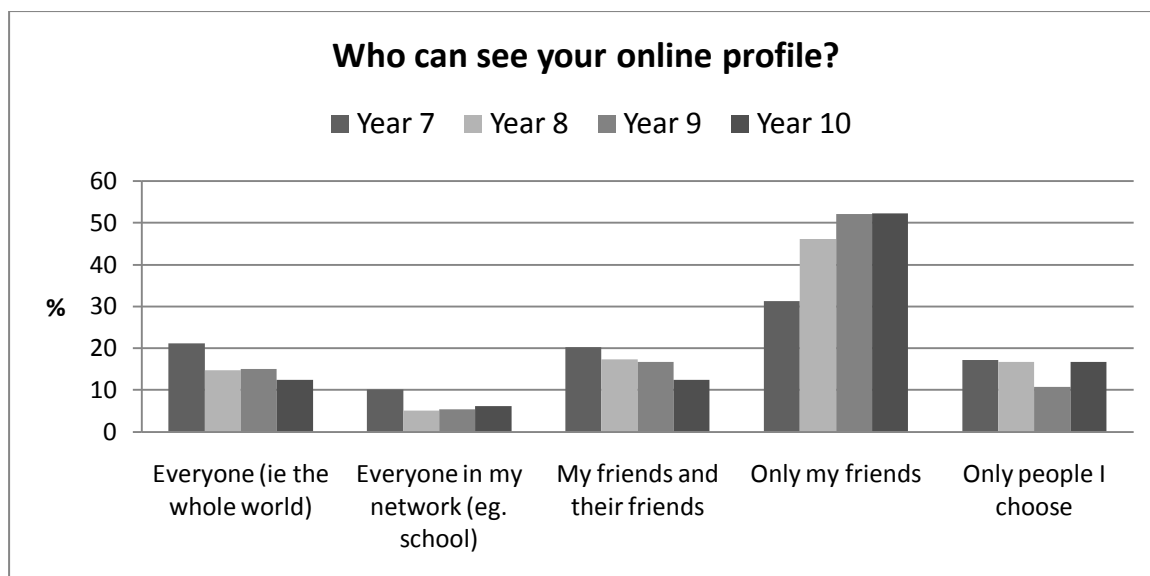 Who can see your online profile?
Year 7 Year 8 Year 9 Year 10
60
50
40
30
20
10
0
%
Everyone (ie the
whole world)
Everyone in my
network (eg.
school)
My friends and
their friends
Only my friends
Only people I
choose